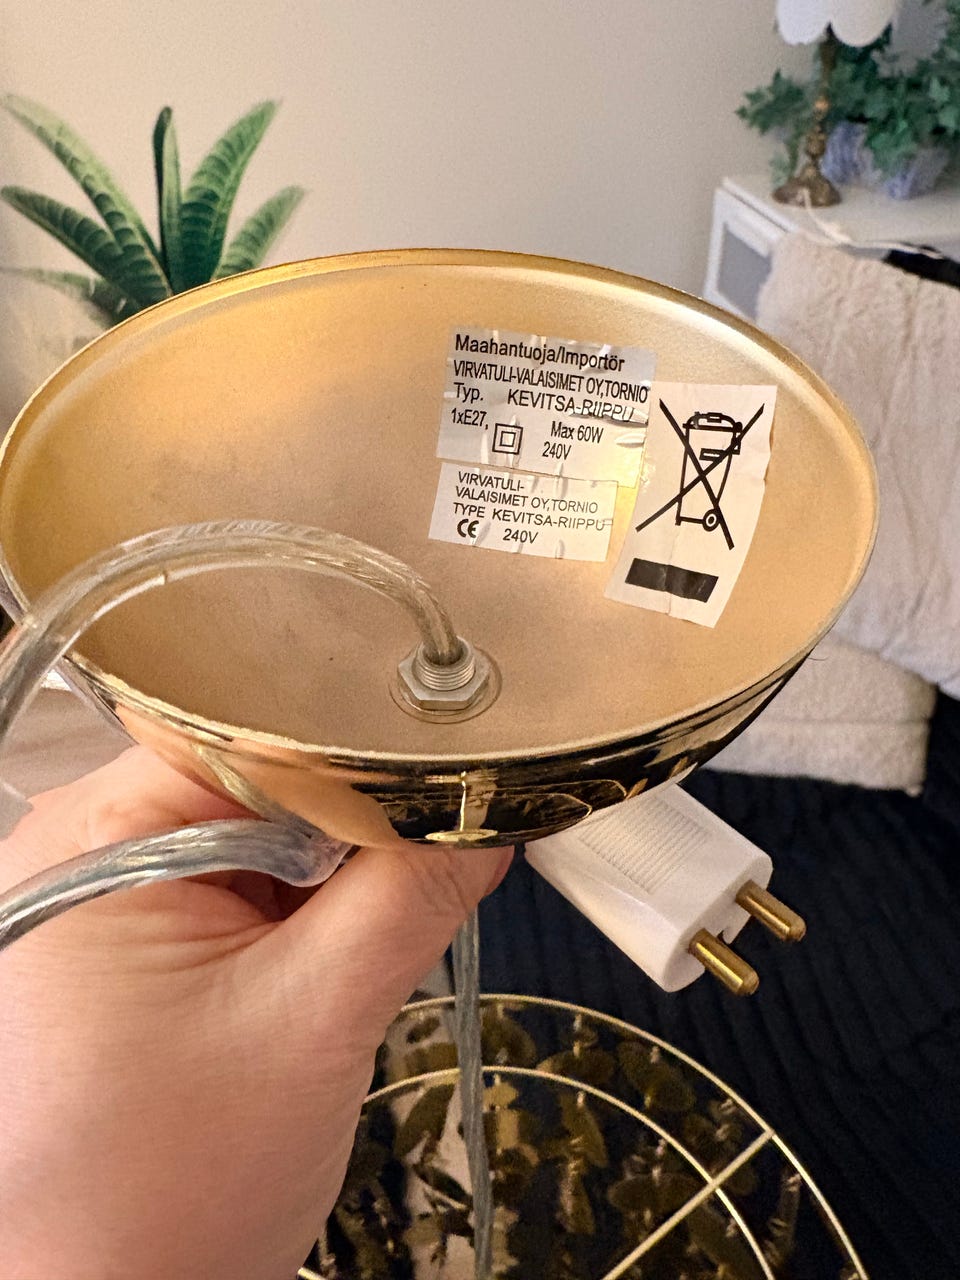 Maahantuoja/Importör
VIRVATULI-VALAISIMET OY,TORNIO
Typ. KEVITSA-RIIPPU
1xE27, Max 60W
240V
VIRVATULI-
VALAISIMET OY,TORNIO
TYPE KEVITSA-RIIPPU
CE 240V